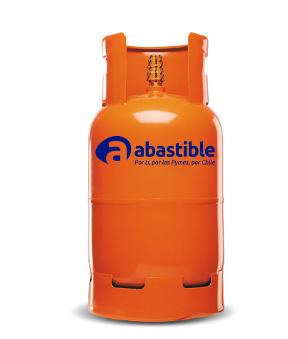 abastible
Por ti, por las Pymes, por Chile